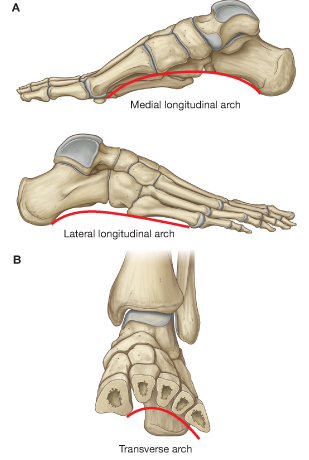 A
Medial longitudinal arch
Lateral longitudinal arch
B
Transverse arch